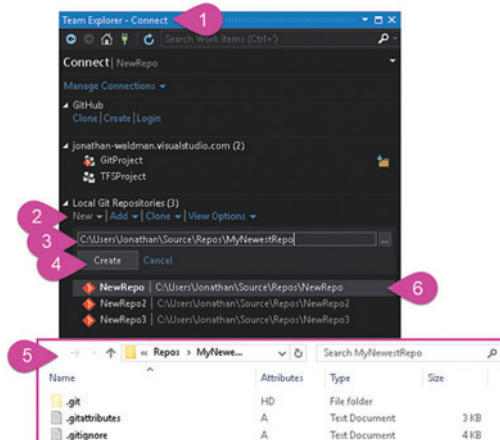 Team Explorer - Connect
1
Search Work Items (Ctrl+')
Connect | NewRepo
Manage Connections
GitHub
Clone | Create | Login
jonathan-waldman.visualstudio.com (2)
GitProject
TFSProject
Local Git Repositories (3)
2
New | Add | Clone | View Options
3
C:\Users\Jonathan\Source\Repos\MyNewestRepo ...
4
Create Cancel
NewRepo | C:\Users\Jonathan\Source\Repos\NewRepo
6
NewRepo2 | C:\Users\Jonathan\Source\Repos\NewRepo2
NewRepo3 | C:\Users\Jonathan\Source\Repos\NewRepo3
5
« Repos > MyNewe... Search MyNewestRepo
Name Attributes Type Size
.git HD File folder
.gitattributes A Text Document 3 KB
.gitignore A Text Document 4 KB